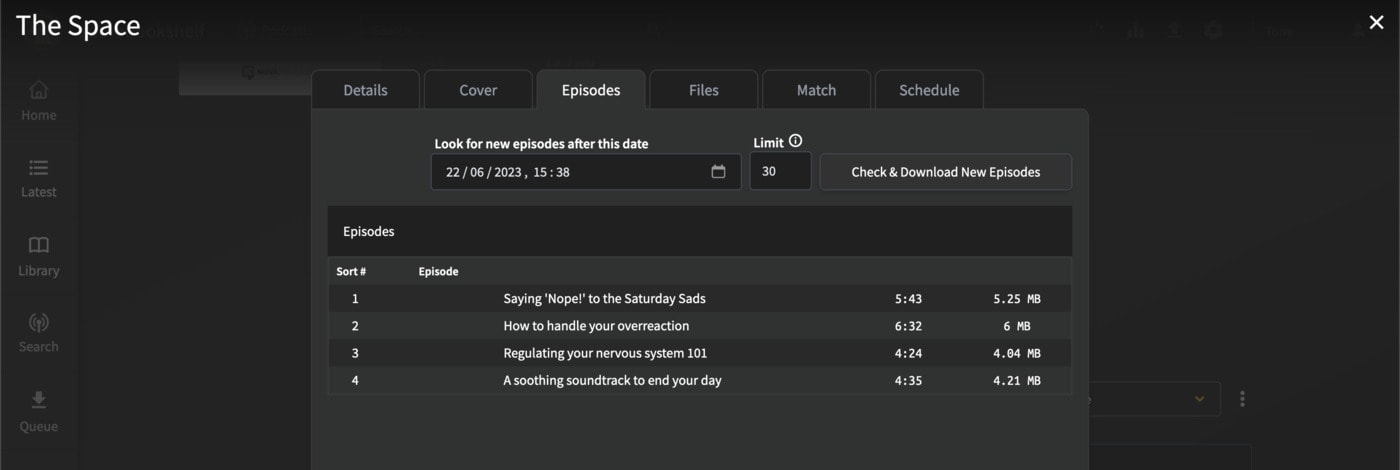 The Space
Details Cover Episodes Files Match Schedule
Home
Latest
Library
Search
Queue
Look for new episodes after this date Limit
22/06/2023, 15:38 30 Check & Download New Episodes
Episodes
Sort # Episode
1 Saying 'Nope!' to the Saturday Sads 5:43 5.25 MB
2 How to handle your overreaction 6:32 6 MB
3 Regulating your nervous system 101 4:24 4.04 MB
4 A soothing soundtrack to end your day 4:35 4.21 MB